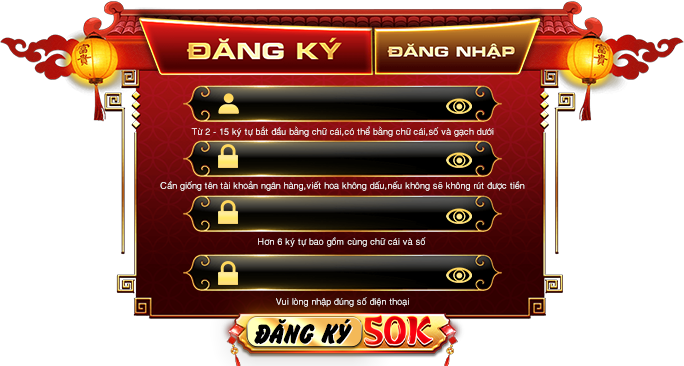 ĐĂNG KÝ
ĐĂNG NHẬP
Từ 2 - 15 ký tự bắt đầu bằng chữ cái,có thể bằng chữ cái,số và gạch dưới
Cần giống tên tài khoản ngân hàng,viết hoa không dấu,nếu không sẽ không rút được tiền
Hơn 6 ký tự bao gồm cùng chữ cái và số
Vui lòng nhập đúng số điện thoại
ĐĂNG KÝ 50K